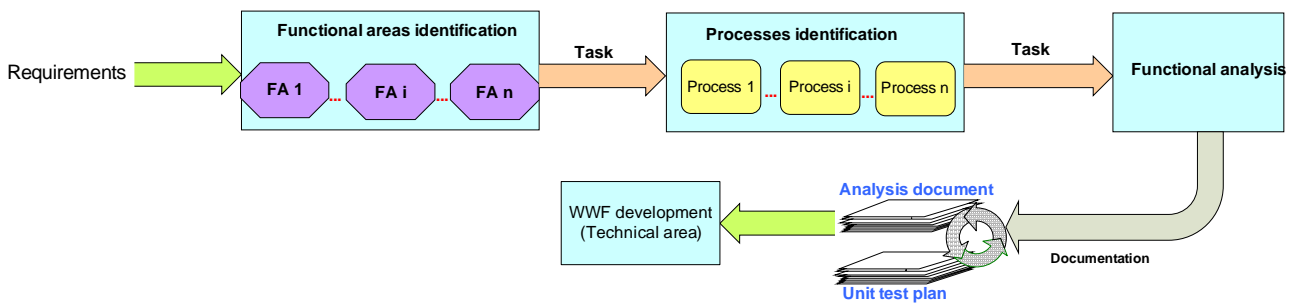 Functional areas identification
Requirements
FA 1
...
FA i
...
FA n
Task
Processes identification
Process 1
...
Process i
...
Process n
Task
Functional analysis
Analysis document
WWF development
(Technical area)
Documentation
Unit test plan